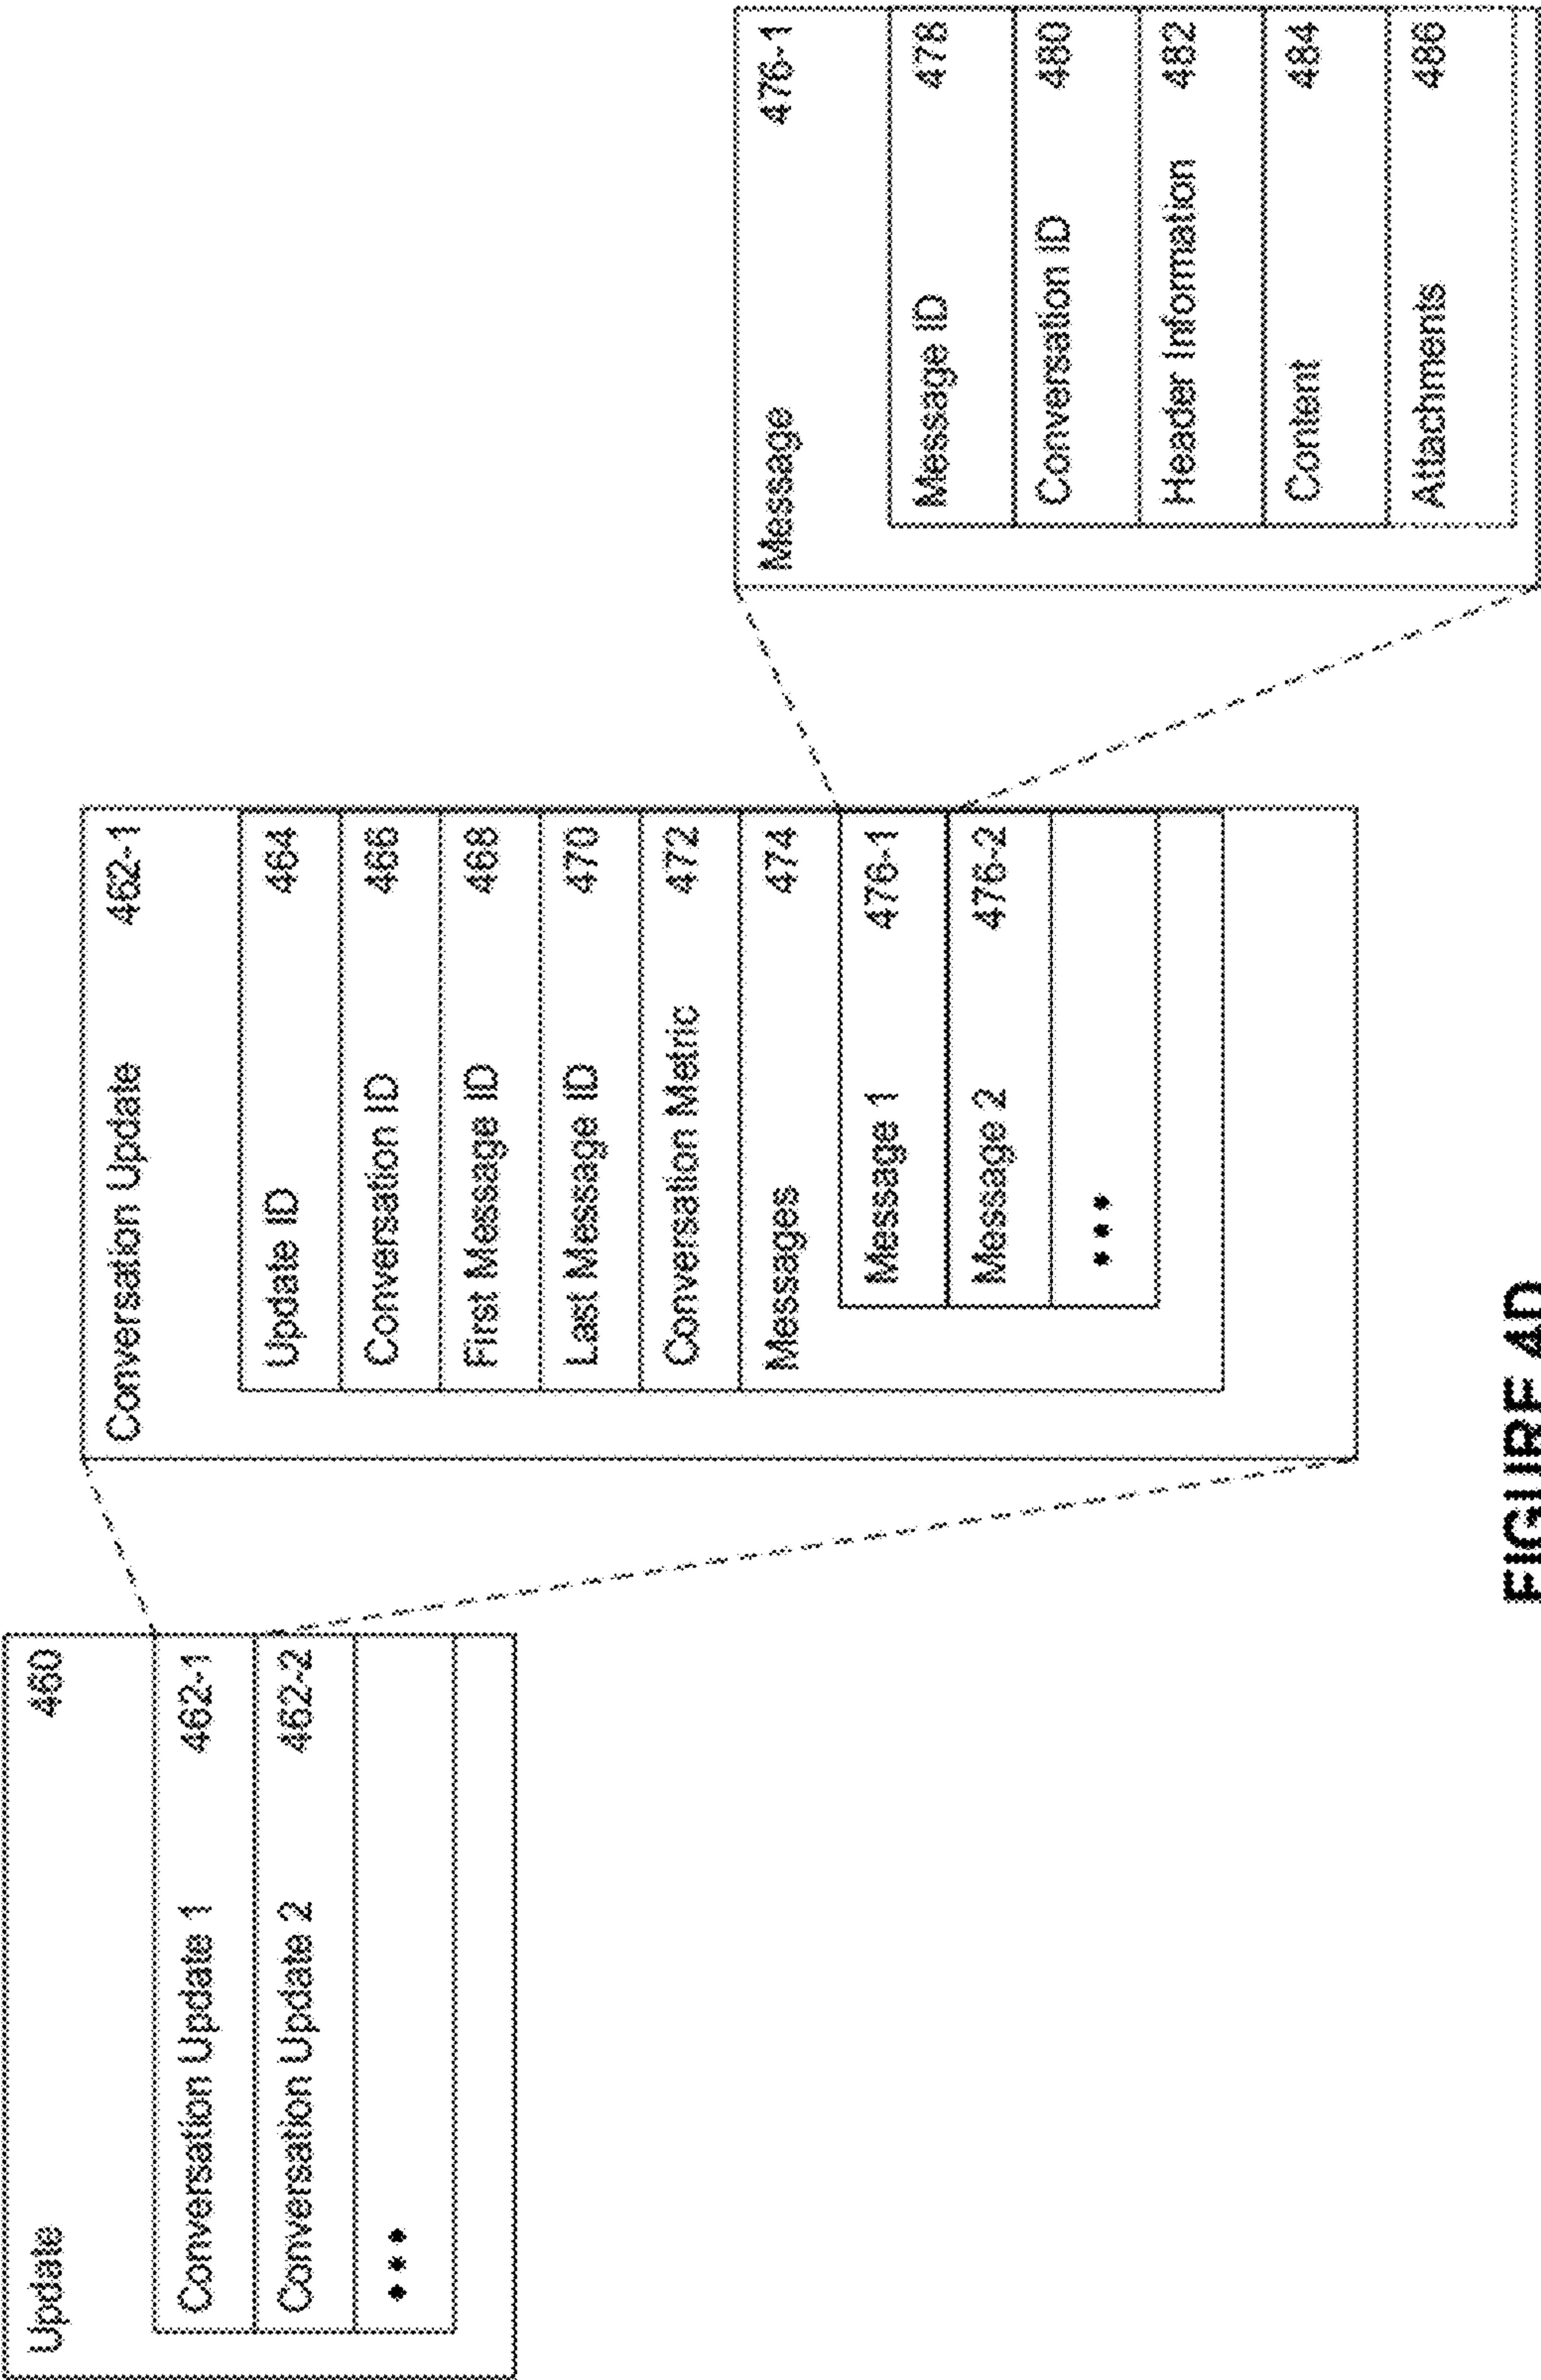 Update 460
Conversation Update 1 462-1
Conversation Update 2 462-2
•••
Conversation Update 462-1
Update ID 464
Conversation ID 466
First Message ID 468
Last Message ID 470
Conversation Metric 472
Messages 474
Message 1 476-1
Message 2 476-2
•••
Message 476-1
Message ID 478
Conversation ID 480
Header Information 482
Content 484
Attachments 486
FIGURE 4D